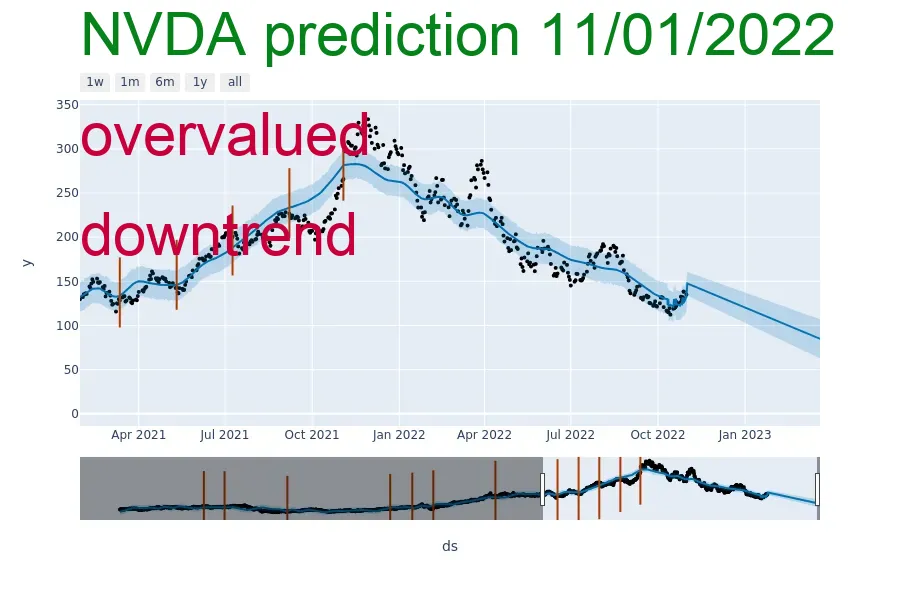 NVDA prediction 11/01/2022
1w 1m 6m 1y all
350
overvalued
300
250
downtrend
200
y
150
100
50
0
Apr 2021 Jul 2021 Oct 2021 Jan 2022 Apr 2022 Jul 2022 Oct 2022 Jan 2023
ds